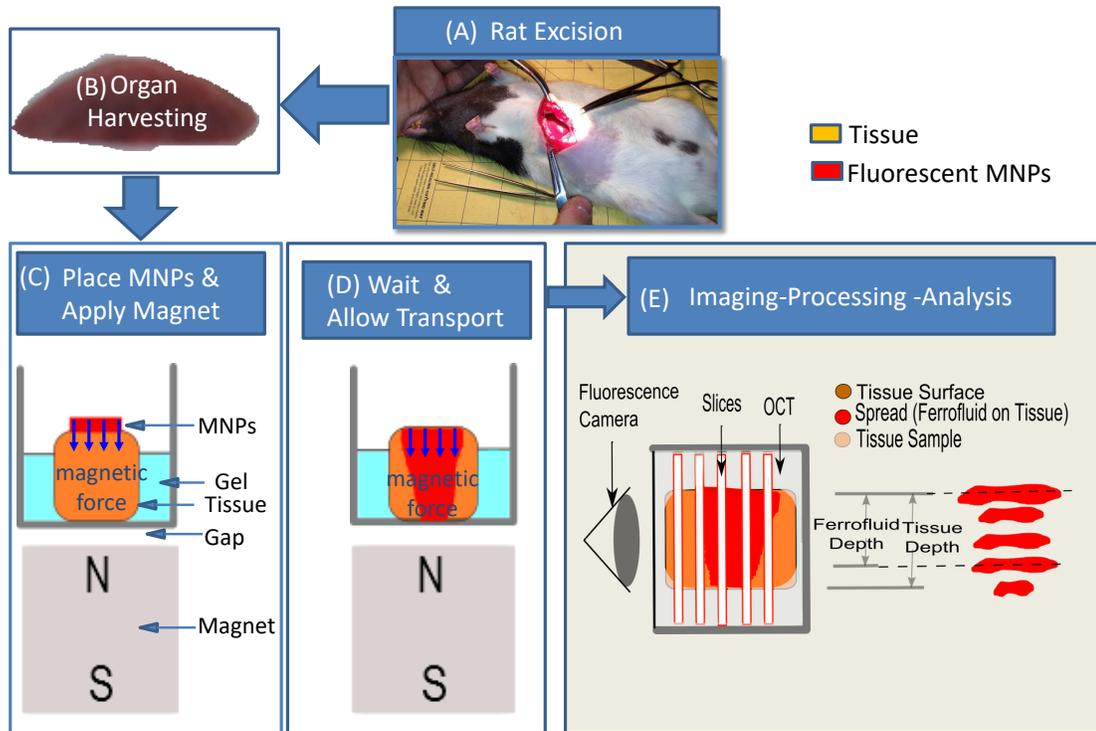 (A) Rat Excision
(B) Organ
Harvesting
Tissue
Fluorescent MNPs
(C) Place MNPs &
Apply Magnet
(D) Wait &
Allow Transport
(E) Imaging-Processing -Analysis
MNPs
magnetic
force
Gel
Tissue
Gap
N
Magnet
S
magnetic
force
N
S
Fluorescence
Camera
Slices
OCT
Tissue Surface
Spread (Ferrofluid on Tissue)
Tissue Sample
Ferrofluid
Depth
Tissue
Depth